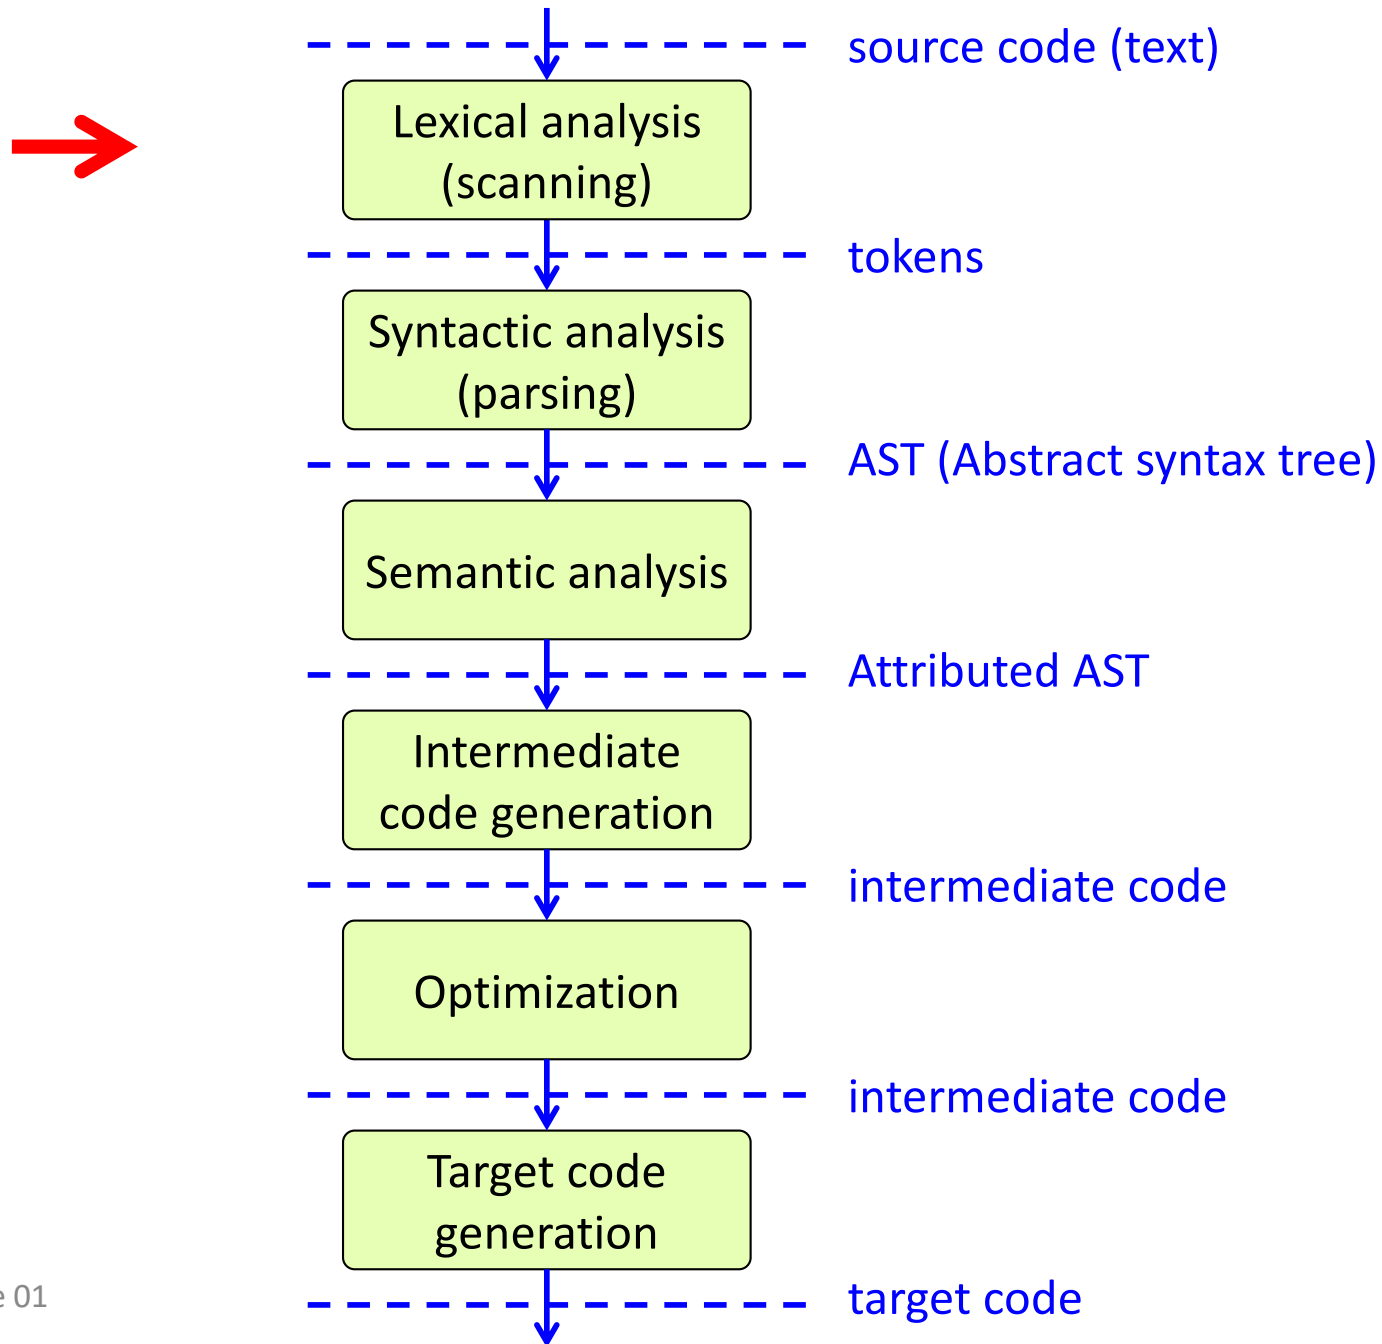 source code (text)
Lexical analysis
(scanning)
tokens
Syntactic analysis
(parsing)
AST (Abstract syntax tree)
Semantic analysis
Attributed AST
Intermediate
code generation
intermediate code
Optimization
intermediate code
Target code
generation
target code
01